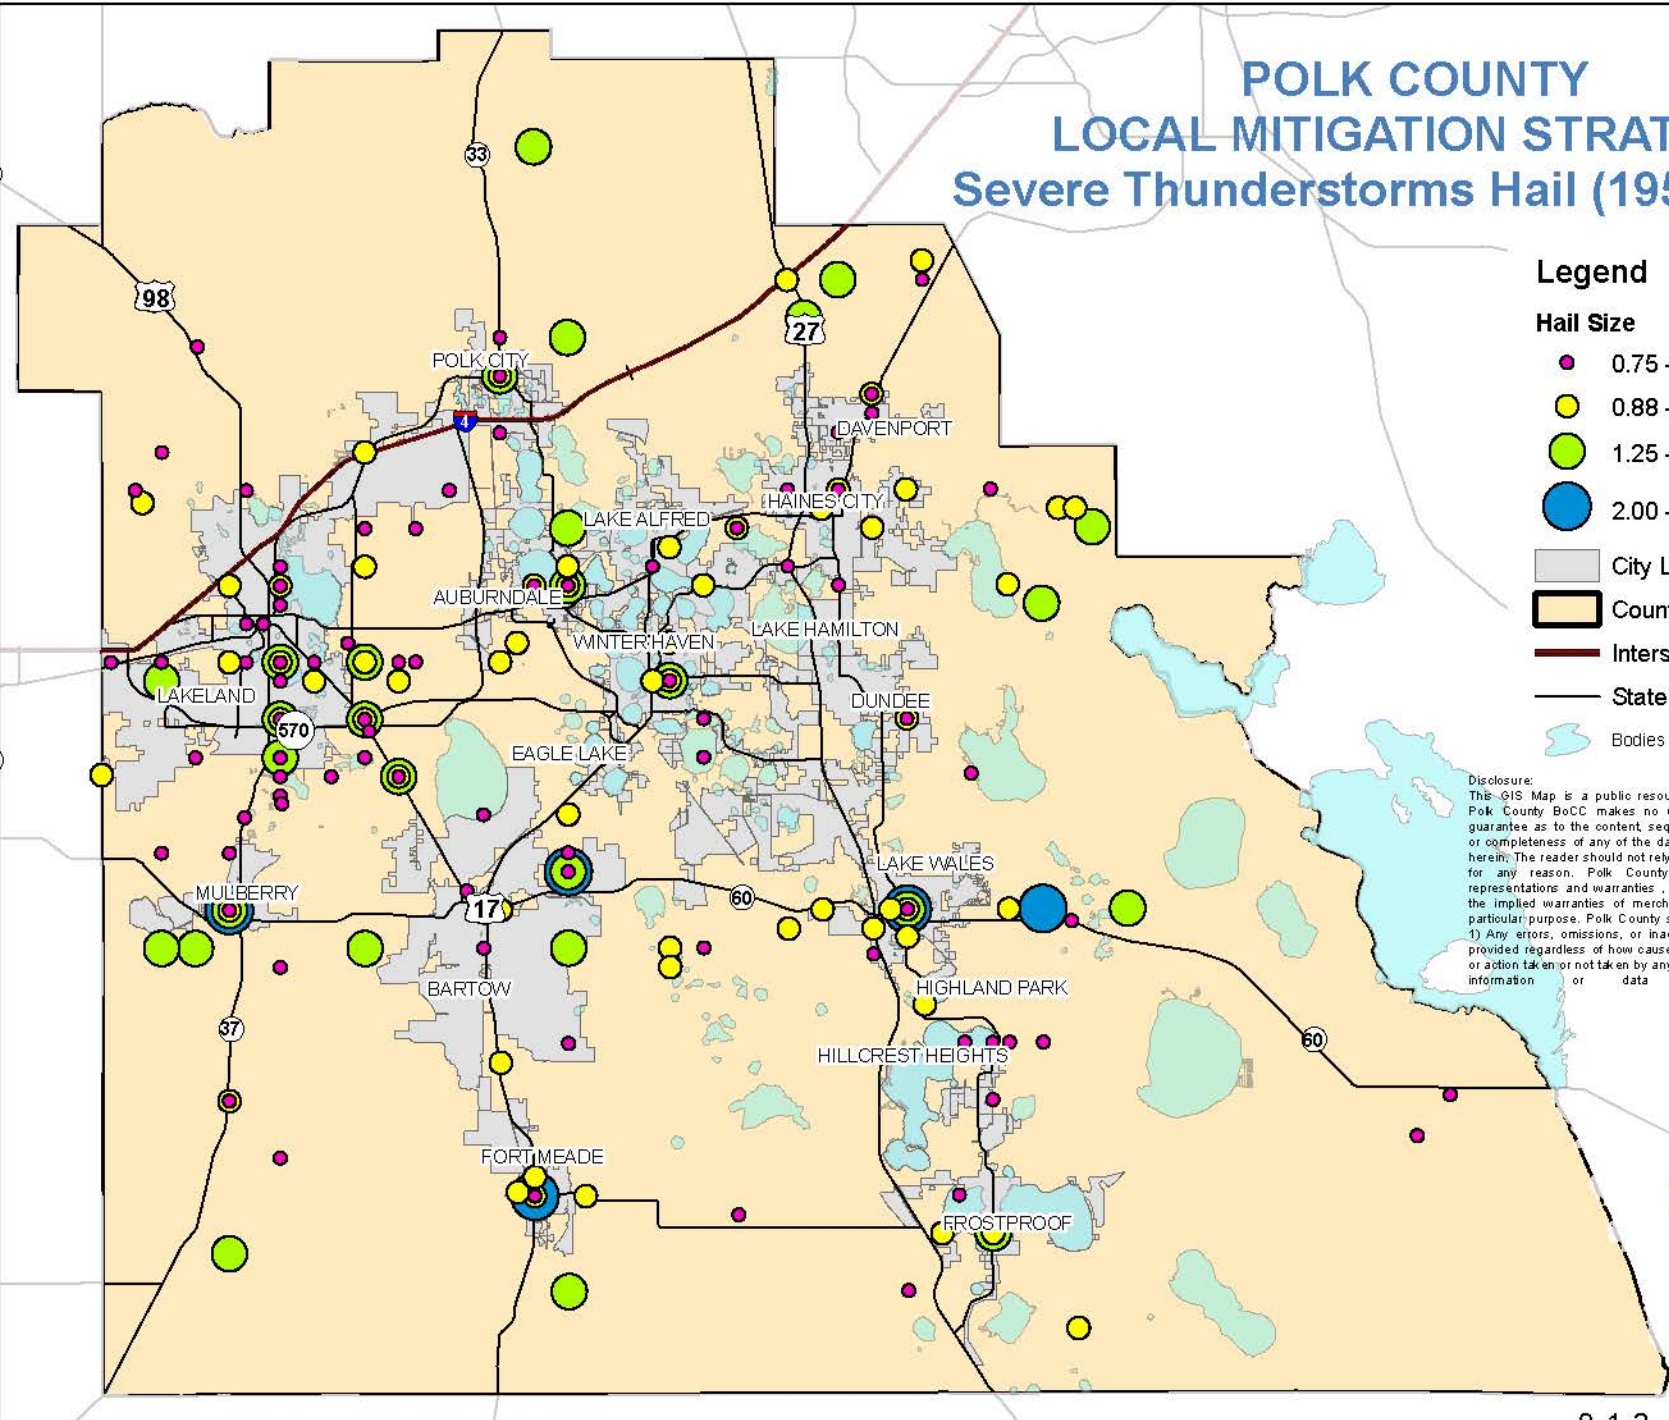 POLK COUNTY
LOCAL MITIGATION STRAT
Severe Thunderstorms Hail (195
Legend
Hail Size
0.75 -
0.88 -
1.25 -
2.00 -
City L
Count
Inters
State
Bodies
Disclosure:
This GIS Map is a public resou
Polk County BoCC makes no
guarantee as to the content, seq
or completeness of any of the da
herein. The reader should not rely
for any reason. Polk County
representations and warranties ,
the implied warranties of merch
particular purpose. Polk County s
1) Any errors, omissions, or ina
provided regardless of how caus
or action taken or not taken by any
information or data
33
98
27
POLK CITY
4
DAVENPORT
HAINES CITY
LAKE ALFRED
AUBURNDALE
WINTER HAVEN
LAKE HAMILTON
LAKELAND
570
DUNDEE
EAGLE LAKE
LAKE WALES
MULBERRY
17
60
BARTOW
HIGHLAND PARK
37
HILLCREST HEIGHTS
60
FORT MEADE
FROSTPROOF